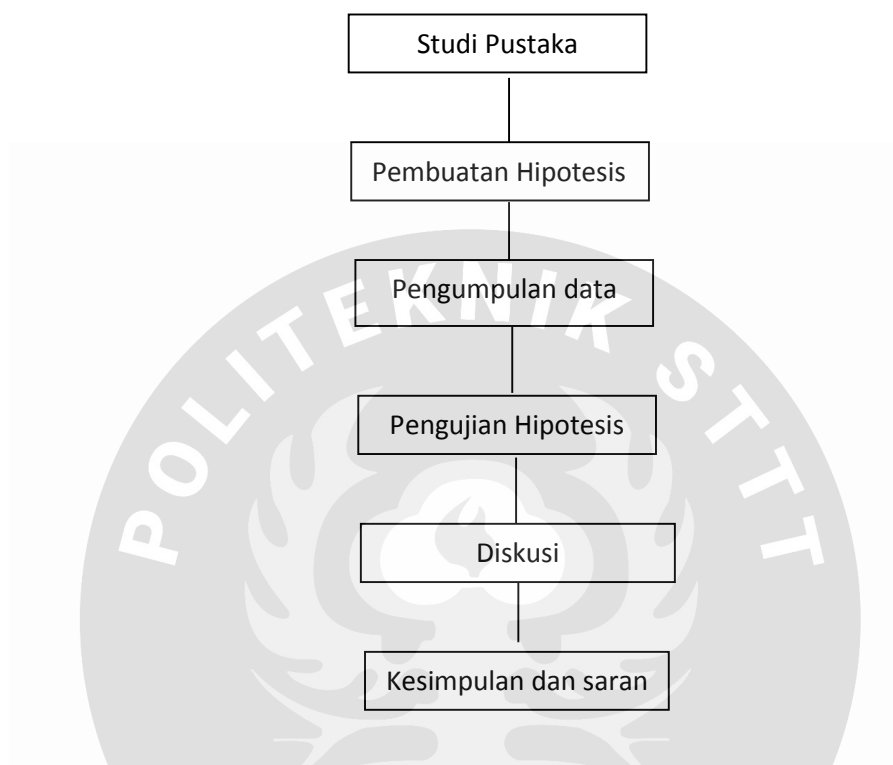 Studi Pustaka
Pembuatan Hipotesis
Pengumpulan data
Pengujian Hipotesis
Diskusi
Kesimpulan dan saran
POLITEKNIK STTT